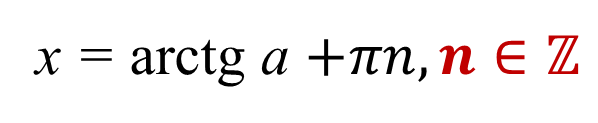 x = arctg a +πn, n ∈ ℤ